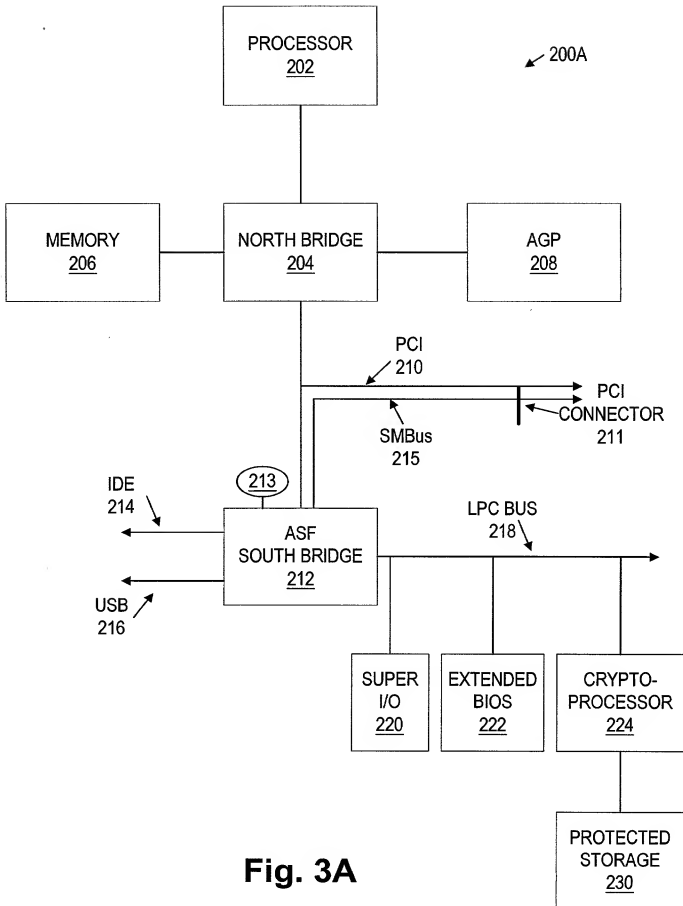 PROCESSOR
202
200A
MEMORY
206
NORTH BRIDGE
204
AGP
208
PCI
210
PCI
CONNECTOR
211
SMBus
215
213
IDE
214
ASF
SOUTH BRIDGE
212
LPC BUS
218
USB
216
SUPER
I/O
220
EXTENDED
BIOS
222
CRYPTO-
PROCESSOR
224
PROTECTED
STORAGE
230
Fig. 3A